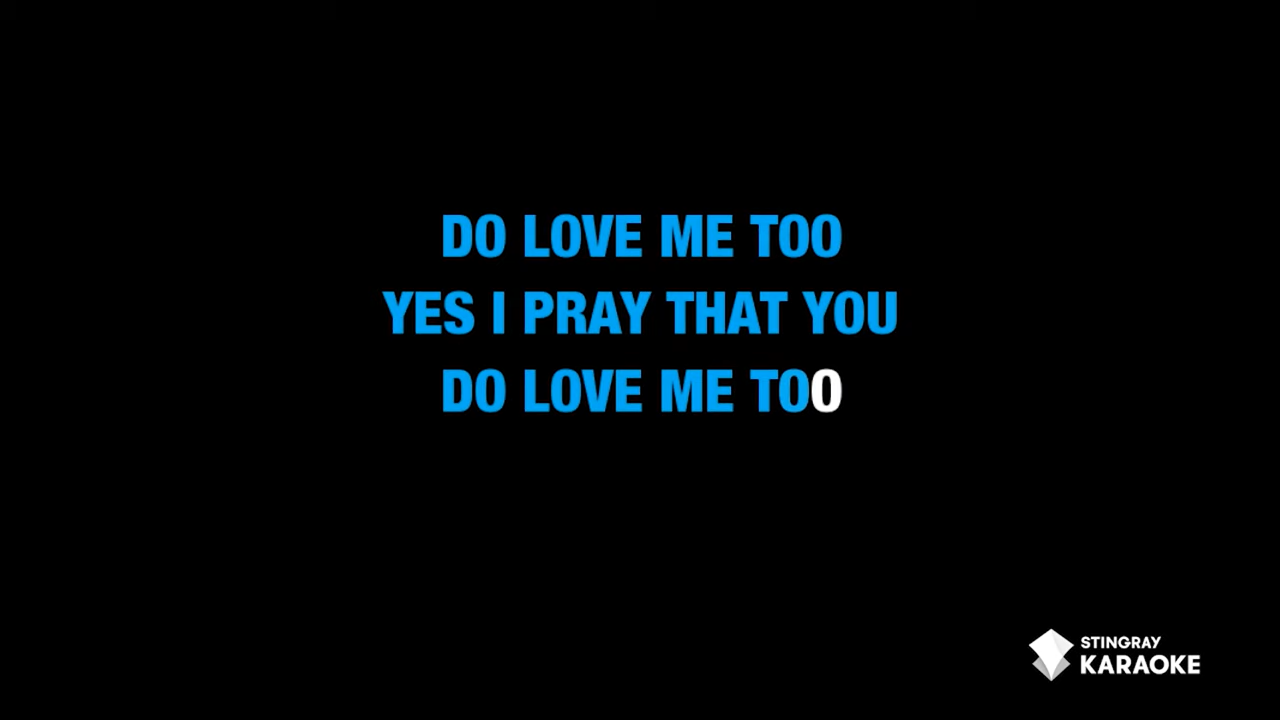 DO LOVE ME TOO
YES I PRAY THAT YOU
DO LOVE ME TOO
STINGRAY
KARAOKE